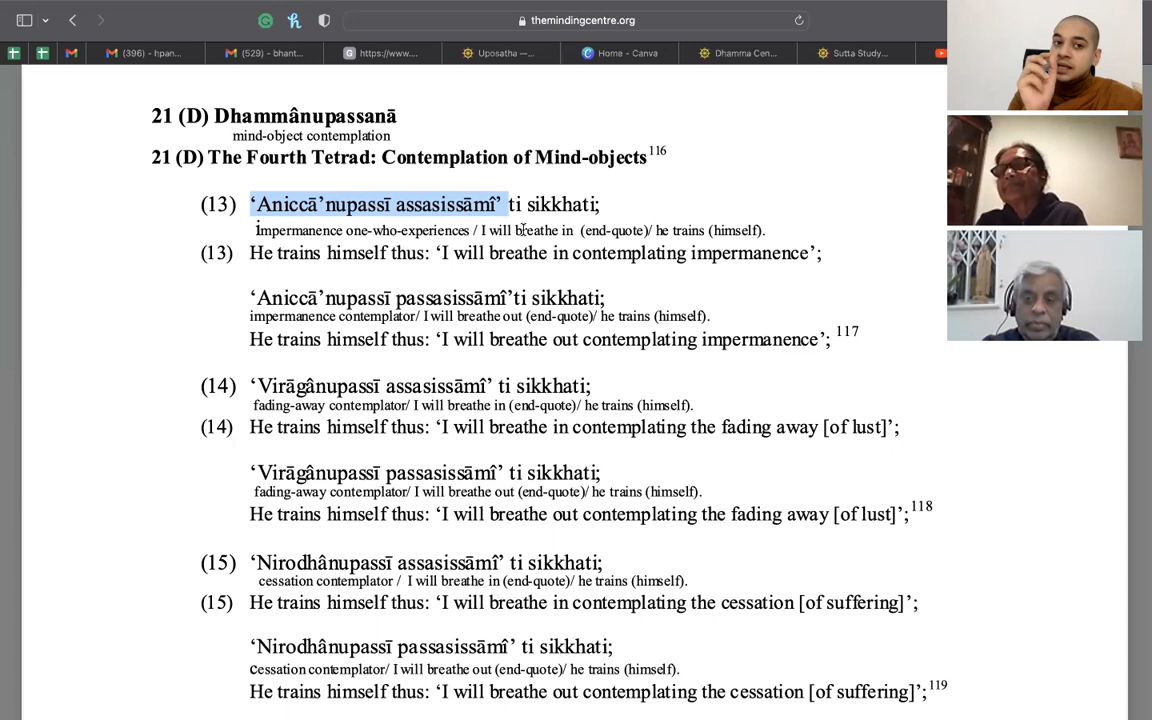 themindingcentre.org
(396) - hpan...
(529) - bhant...
https://www....
Uposatha —...
Home – Canva
Dhamma Cen...
Sutta Study...
21 (D) Dhammânupassanā
mind-object contemplation
21 (D) The Fourth Tetrad: Contemplation of Mind-objects116
(13) ‘Aniccā’nupassī assasissāmî’ ti sikkhati;
impermanence one-who-experiences / I will breathe in (end-quote)/ he trains (himself).
(13) He trains himself thus: ‘I will breathe in contemplating impermanence’;
‘Aniccā’nupassī passasissāmî’ti sikkhati;
impermanence contemplator/ I will breathe out (end-quote)/ he trains (himself).
He trains himself thus: ‘I will breathe out contemplating impermanence’; 117
(14) ‘Virāgânupassī assasissāmî’ ti sikkhati;
fading-away contemplator/ I will breathe in (end-quote)/ he trains (himself).
(14) He trains himself thus: ‘I will breathe in contemplating the fading away [of lust]’;
‘Virāgânupassī passasissāmî’ ti sikkhati;
fading-away contemplator/ I will breathe out (end-quote)/ he trains (himself).
He trains himself thus: ‘I will breathe out contemplating the fading away [of lust]’;118
(15) ‘Nirodhânupassī assasissāmî’ ti sikkhati;
cessation contemplator / I will breathe in (end-quote)/ he trains (himself).
(15) He trains himself thus: ‘I will breathe in contemplating the cessation [of suffering]’;
‘Nirodhânupassī passasissāmî’ ti sikkhati;
cessation contemplator/ I will breathe out (end-quote)/ he trains (himself).
He trains himself thus: ‘I will breathe out contemplating the cessation [of suffering]’;119